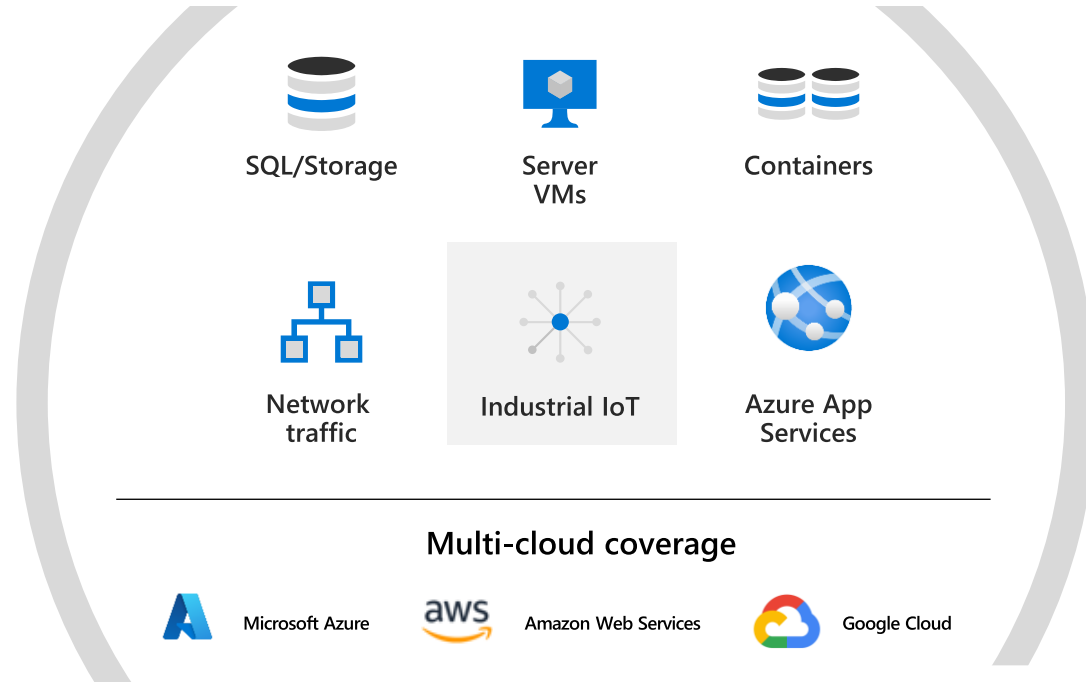 SQL/Storage
Server
VMs
Containers
Network
traffic
Industrial IoT
Azure App
Services
Multi-cloud coverage
Microsoft Azure
aws
Amazon Web Services
Google Cloud